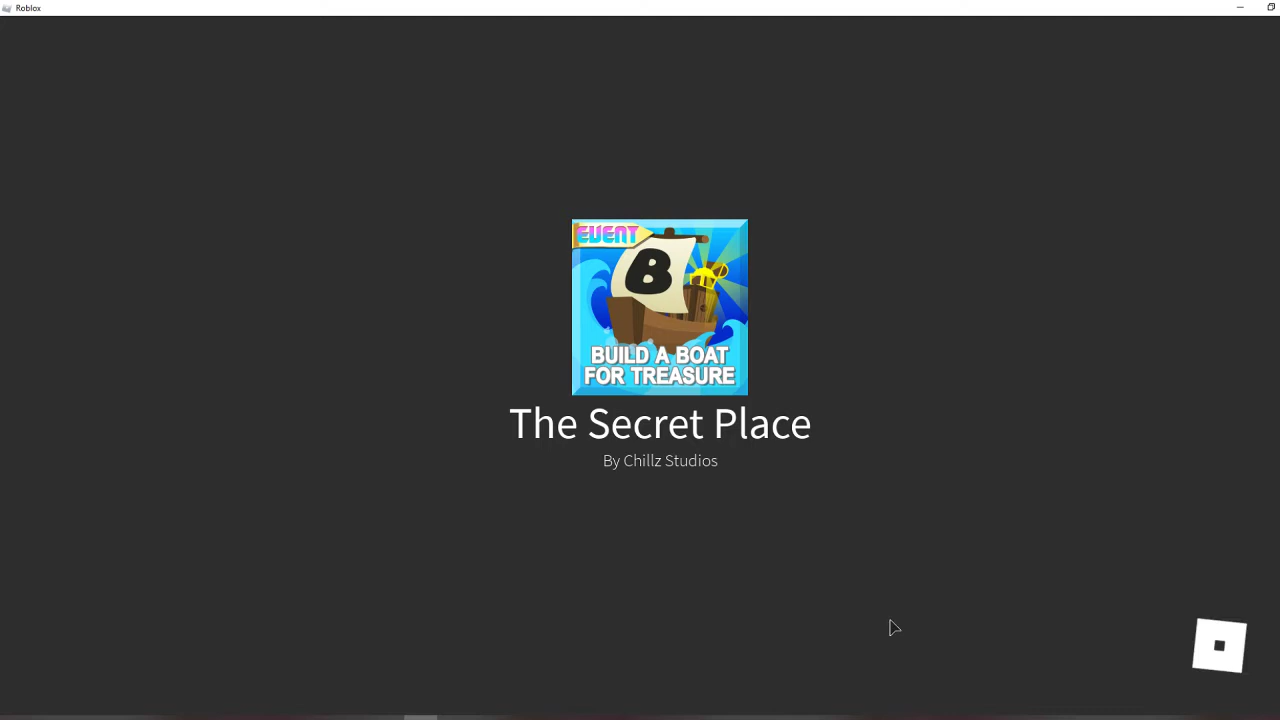 Roblox
EVENT
B
BUILD A BOAT
FOR TREASURE
The Secret Place
By Chillz Studios